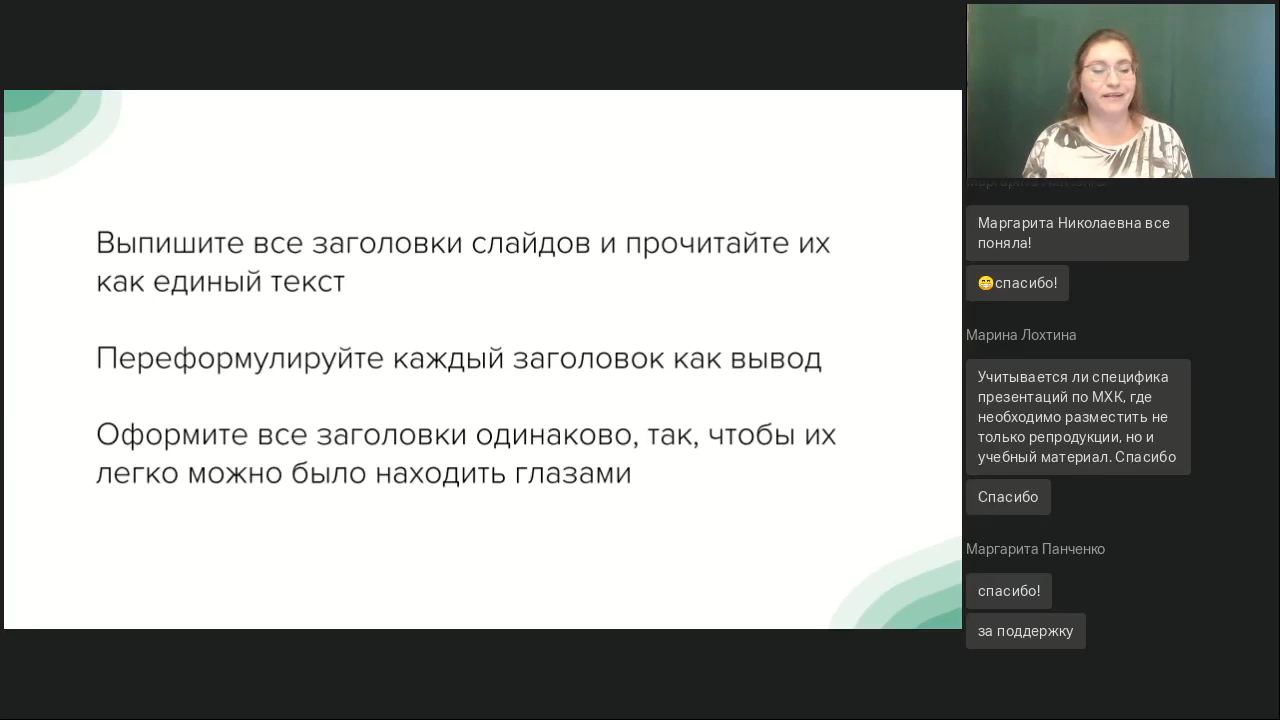 Выпишите все заголовки слайдов и прочитайте их
как единый текст
Переформулируйте каждый заголовок как вывод
Оформите все заголовки одинаково, так, чтобы их
легко можно было находить глазами
Маргарита Николаевна все
поняла!
😁спасибо!
Марина Лохтина
Учитывается ли специфика
презентаций по МХК, где
необходимо разместить не
только репродукции, но и
учебный материал. Спасибо
Спасибо
Маргарита Панченко
спасибо!
за поддержку